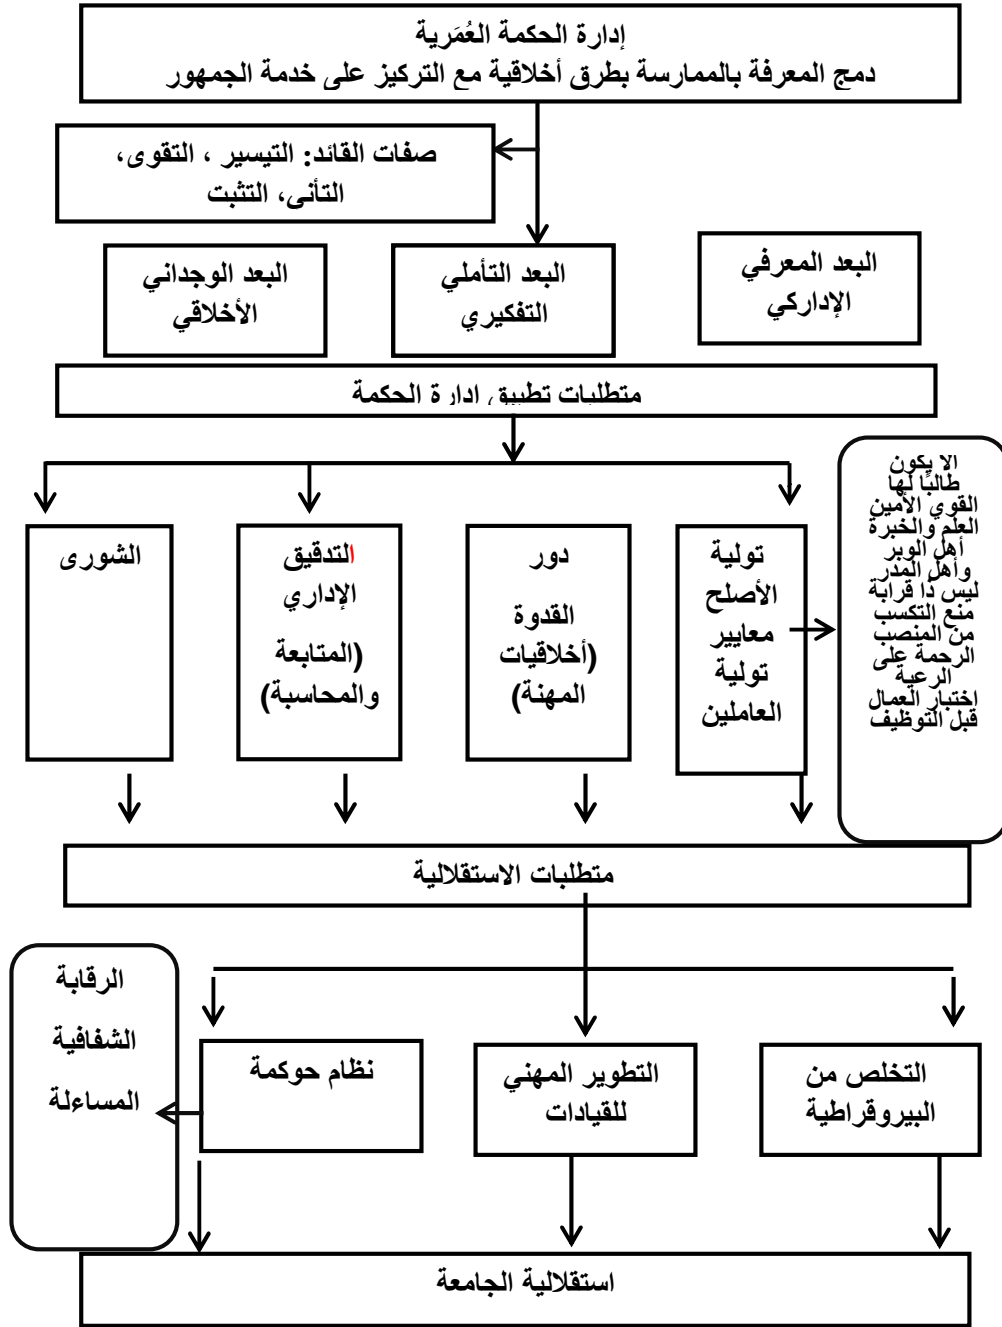 إدارة الحكمة العُمَرية
دمج المعرفة بالممارسة بطرق أخلاقية مع التركيز على خدمة الجمهور
صفات القائد: التيسير ، التقوى،
التأنى، التثبت
البعد المعرفي
الإداركي
البعد التأملي
التفكيري
البعد الوجداني
الأخلاقي
متطلبات تطبيق ادارة الحكمة
تولية
الأصلح
معايير
تولية
العاملين
دور
القدوة
(أخلاقيات
المهنة)
التدقيق
الإداري
(المتابعة
والمحاسبة)
الشورى
الا يكون
طالبًا لها
القوي الأمين
العلم والخبرة
أهل الوبر
وأهل المدر
ليس ذا قرابة
منع التكسب
من المنصب
الرحمة على
الرعية
إختبار العمال
قبل التوظيف
متطلبات الاستقلالية
التخلص من
البيروقراطية
التطوير المهني
للقيادات
نظام حوكمة
الرقابة
الشفافية
المساءلة
استقلالية الجامعة